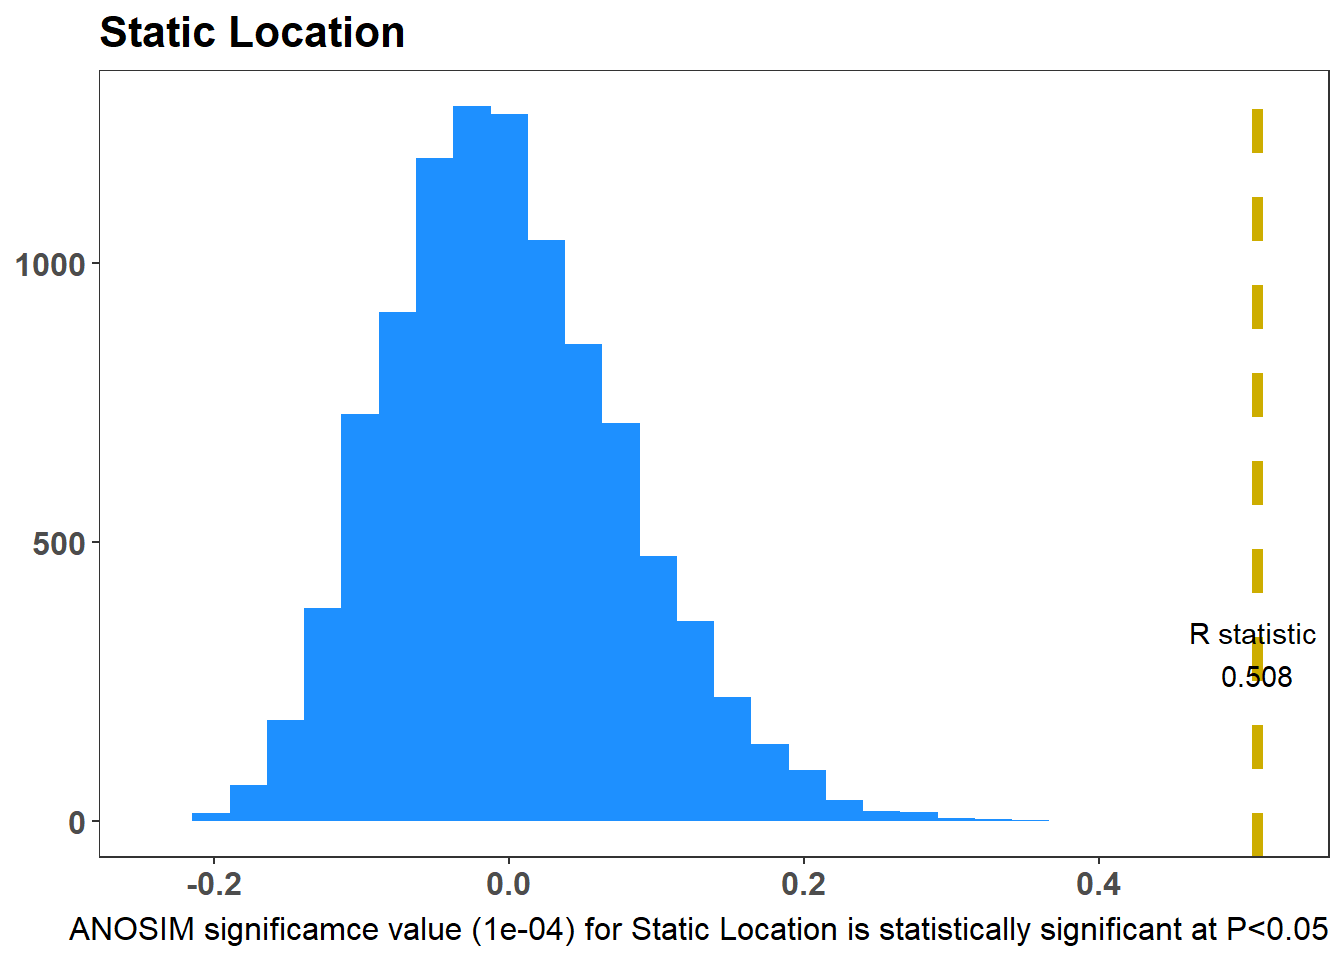 Static Location
1000
500
0
R statistic
0.508
-0.2 0.0 0.2 0.4
ANOSIM significamce value (1e-04) for Static Location is statistically significant at P<0.05